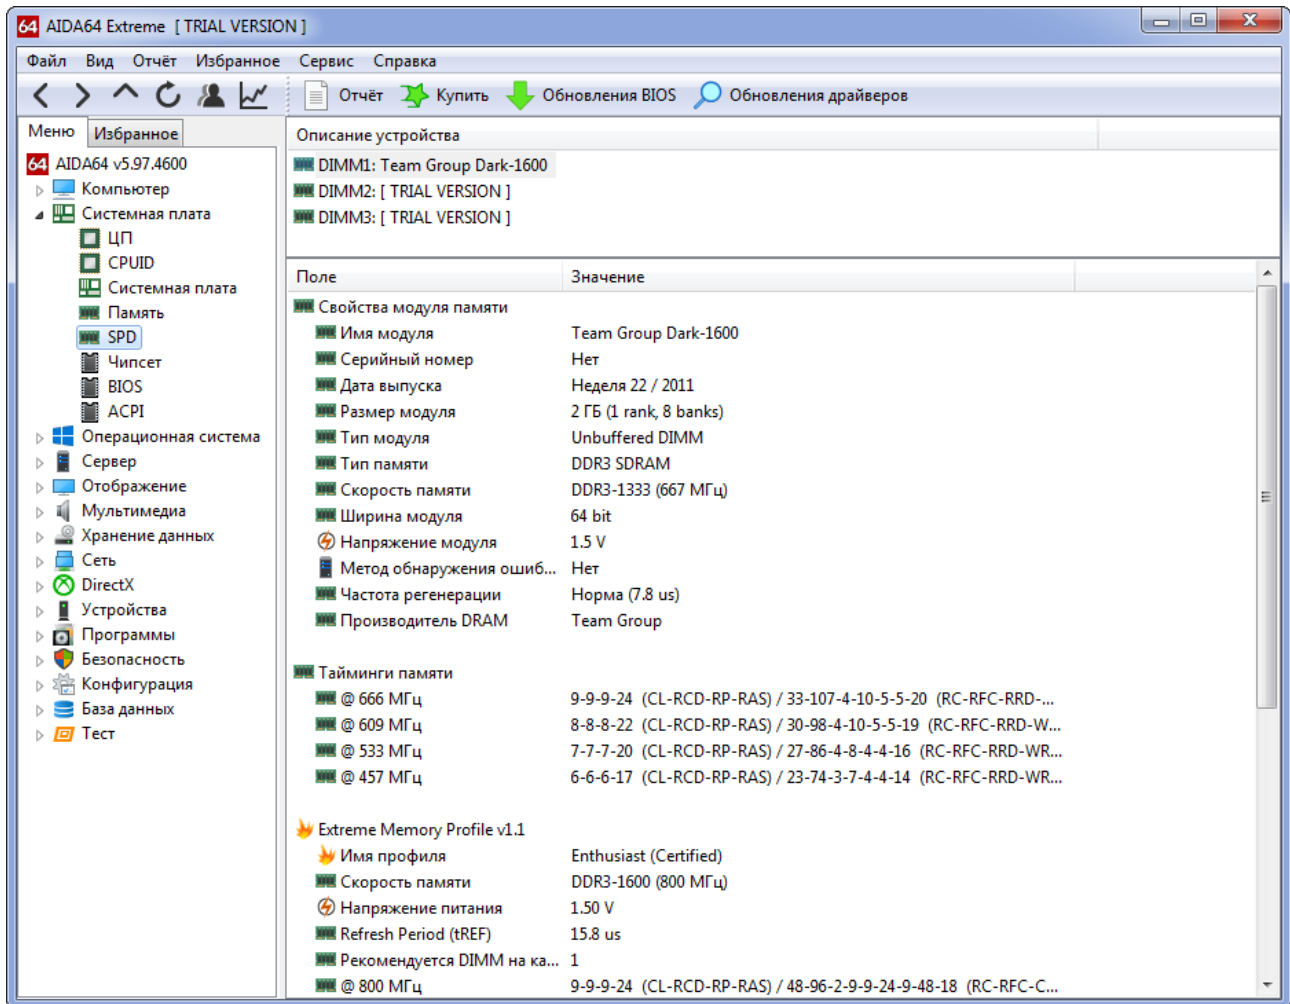 64 AIDA64 Extreme [ TRIAL VERSION ]
Файл Вид Отчёт Избранное Сервис Справка
Отчёт Купить Обновления BIOS Обновления драйверов
Меню Избранное
64 AIDA64 v5.97.4600
Компьютер
Системная плата
ЦП
CPUID
Системная плата
Память
SPD
Чипсет
BIOS
ACPI
Операционная система
Сервер
Отображение
Мультимедиа
Хранение данных
Сеть
DirectX
Устройства
Программы
Безопасность
Конфигурация
База данных
Тест
Описание устройства
DIMM1: Team Group Dark-1600
DIMM2: [ TRIAL VERSION ]
DIMM3: [ TRIAL VERSION ]
Поле Значение
Свойства модуля памяти
Имя модуля Team Group Dark-1600
Серийный номер Нет
Дата выпуска Неделя 22 / 2011
Размер модуля 2 ГБ (1 rank, 8 banks)
Тип модуля Unbuffered DIMM
Тип памяти DDR3 SDRAM
Скорость памяти DDR3-1333 (667 МГц)
Ширина модуля 64 bit
Напряжение модуля 1.5 V
Метод обнаружения ошиб... Нет
Частота регенерации Норма (7.8 us)
Производитель DRAM Team Group
Тайминги памяти
@ 666 МГц 9-9-9-24 (CL-RCD-RP-RAS) / 33-107-4-10-5-5-20 (RC-RFC-RRD-...
@ 609 МГц 8-8-8-22 (CL-RCD-RP-RAS) / 30-98-4-10-5-5-19 (RC-RFC-RRD-W...
@ 533 МГц 7-7-7-20 (CL-RCD-RP-RAS) / 27-86-4-8-4-4-16 (RC-RFC-RRD-WR...
@ 457 МГц 6-6-6-17 (CL-RCD-RP-RAS) / 23-74-3-7-4-4-14 (RC-RFC-RRD-WR...
Extreme Memory Profile v1.1
Имя профиля Enthusiast (Certified)
Скорость памяти DDR3-1600 (800 МГц)
Напряжение питания 1.50 V
Refresh Period (tREF) 15.8 us
Рекомендуется DIMM на ка... 1
@ 800 МГц 9-9-9-24 (CL-RCD-RP-RAS) / 48-96-2-9-9-24-9-48-18 (RC-RFC-C...